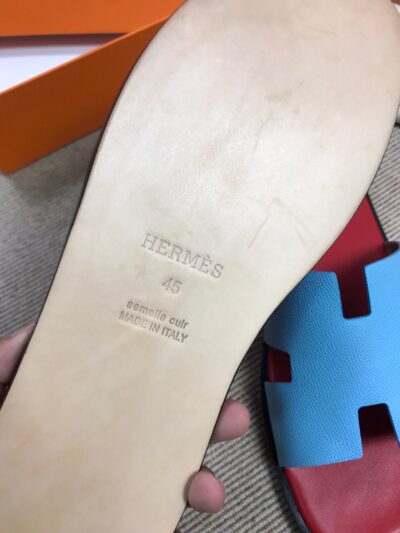 HERMÈS
45
semelle cuir
MADE IN ITALY